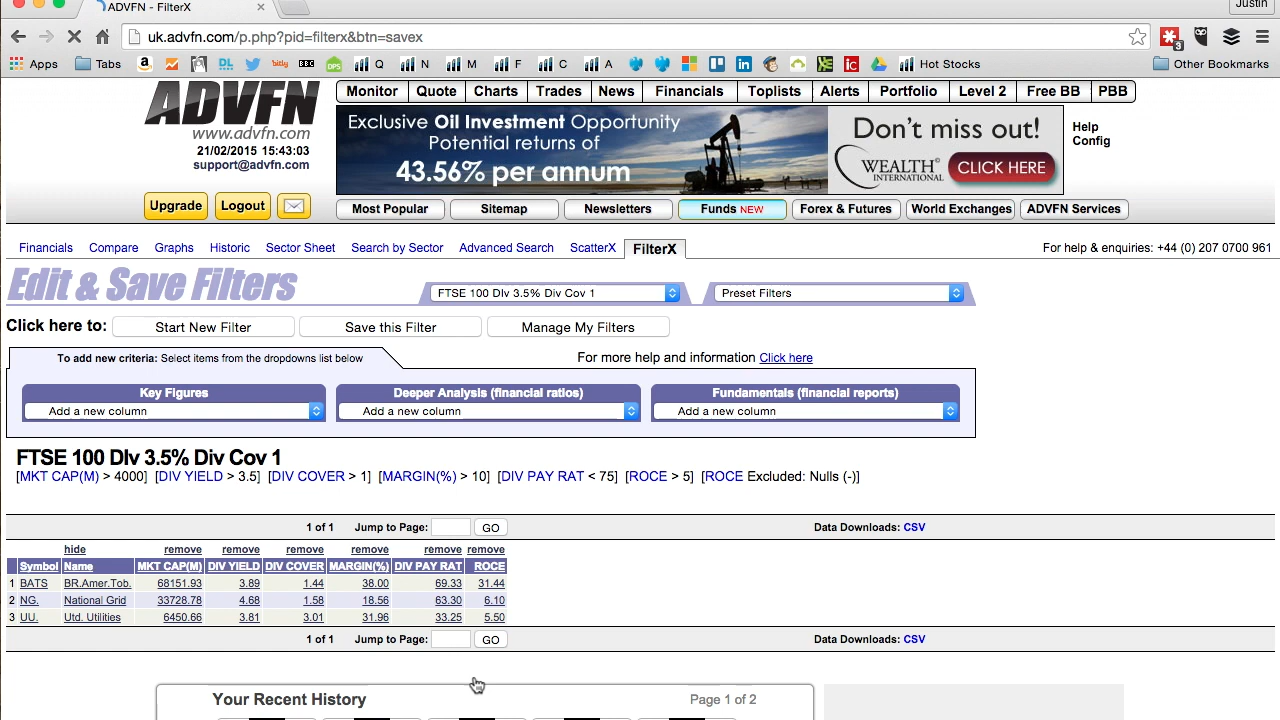 ADVFN - FilterX
Justin
uk.advfn.com/p.php?pid=filterx&btn=savex
3
Apps Tabs a DL bitly BBC DPS Q N M F C A in ic Hot Stocks Other Bookmarks
ADVFN
www.advfn.com
21/02/2015 15:43:03
support@advfn.com
Upgrade Logout
Monitor Quote Charts Trades News Financials Toplists Alerts Portfolio Level 2 Free BB PBB
Exclusive Oil Investment Opportunity
Potential returns of
43.56% per annum
Don't miss out!
WEALTH INTERNATIONAL CLICK HERE
Help
Config
Most Popular Sitemap Newsletters Funds NEW Forex & Futures World Exchanges ADVFN Services
Financials Compare Graphs Historic Sector Sheet Search by Sector Advanced Search ScatterX FilterX For help & enquiries: +44 (0) 207 0700 961
Edit & Save Filters FTSE 100 DIv 3.5% Div Cov 1 Preset Filters
Click here to: Start New Filter Save this Filter Manage My Filters
To add new criteria: Select items from the dropdowns list below For more help and information Click here
Key Figures Deeper Analysis (financial ratios) Fundamentals (financial reports)
Add a new column Add a new column Add a new column
FTSE 100 DIv 3.5% Div Cov 1
[MKT CAP(M) > 4000] [DIV YIELD > 3.5] [DIV COVER > 1] [MARGIN(%) > 10] [DIV PAY RAT < 75] [ROCE > 5] [ROCE Excluded: Nulls (-)]
1 of 1 Jump to Page: GO Data Downloads: CSV
hide remove remove remove remove remove remove
Symbol Name MKT CAP(M) DIV YIELD DIV COVER MARGIN(%) DIV PAY RAT ROCE
1 BATS BR.Amer.Tob. 68151.93 3.89 1.44 38.00 69.33 31.44
2 NG. National Grid 33728.78 4.68 1.58 18.56 63.30 6.10
3 UU. Utd. Utilities 6450.66 3.81 3.01 31.96 33.25 5.50
1 of 1 Jump to Page: GO Data Downloads: CSV
Your Recent History Page 1 of 2